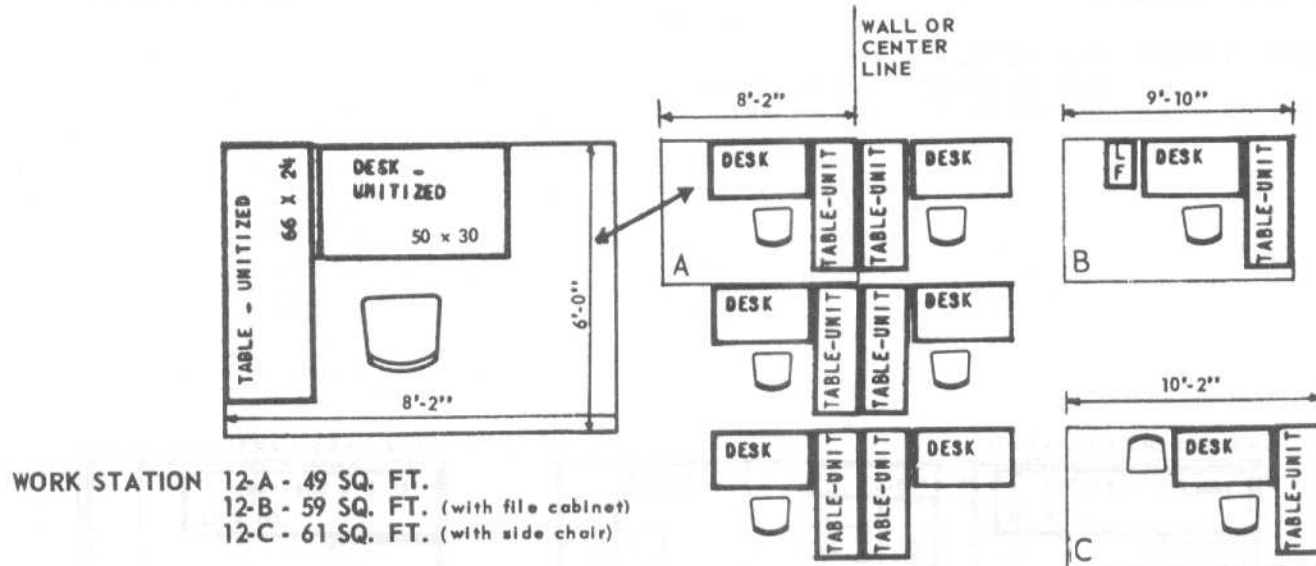 WALL OR
CENTER
LINE
8'-2"
9'-10"
TABLE - UNITIZED
66 X 24
DESK -
UNITIZED
50 x 30
6'-0"
8'-2"
DESK
TABLE-UNIT
TABLE-UNIT
DESK
A
DESK
TABLE-UNIT
TABLE-UNIT
DESK
DESK
TABLE-UNIT
TABLE-UNIT
DESK
L
F
DESK
TABLE-UNIT
B
10'-2"
DESK
TABLE-UNIT
C
WORK STATION 12-A - 49 SQ. FT.
12-B - 59 SQ. FT. (with file cabinet)
12-C - 61 SQ. FT. (with side chair)